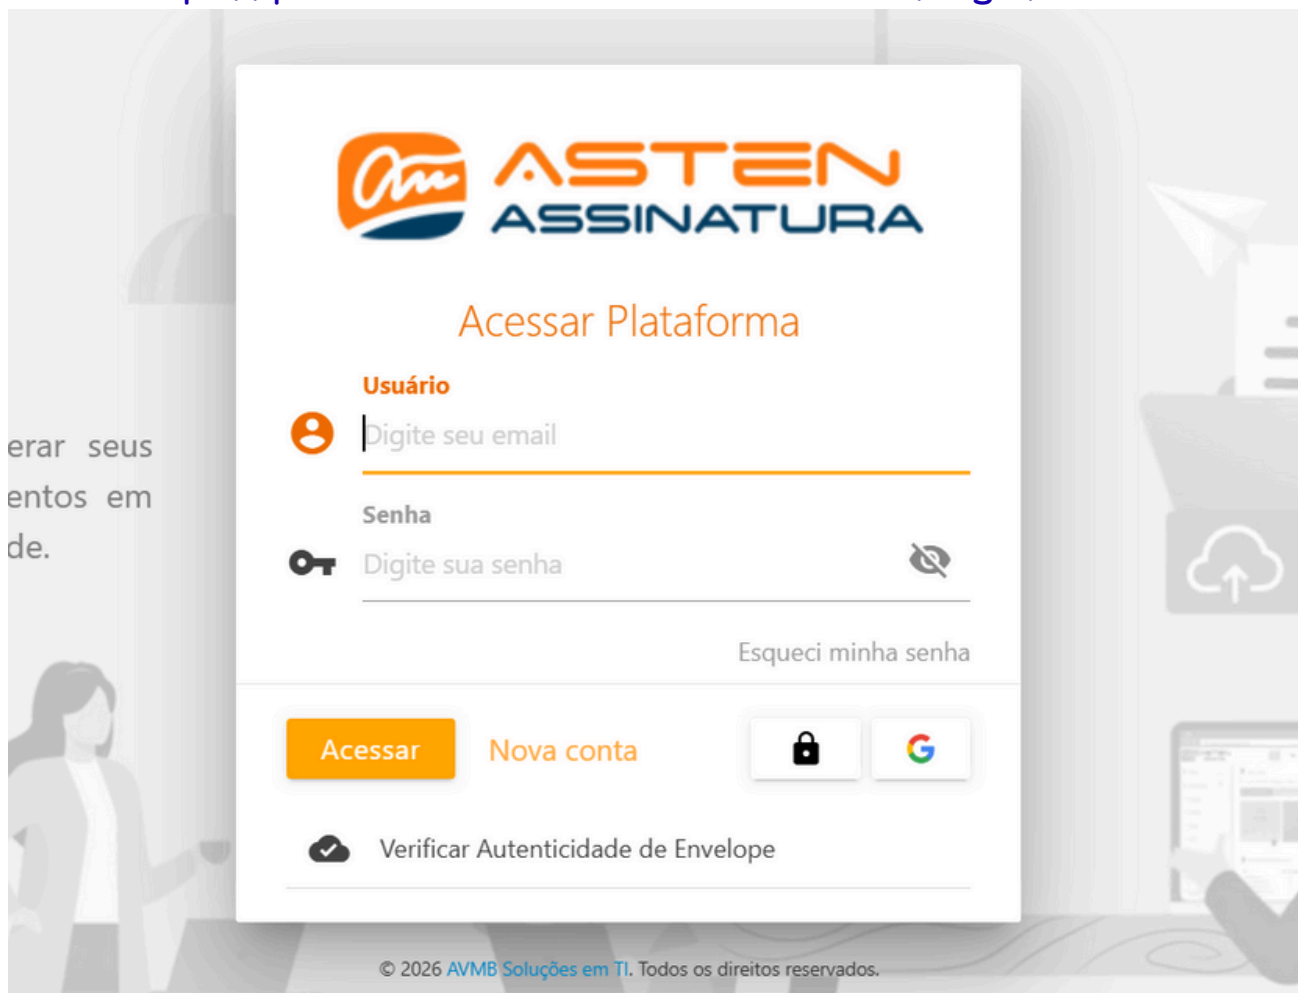 ASTEN
ASSINATURA
Acessar Plataforma
Usuário
Digite seu email
erar seus
entos em
de.
Senha
Digite sua senha
Esqueci minha senha
Acessar
Nova conta
Verificar Autenticidade de Envelope
© 2026 AVMB Soluções em TI. Todos os direitos reservados.